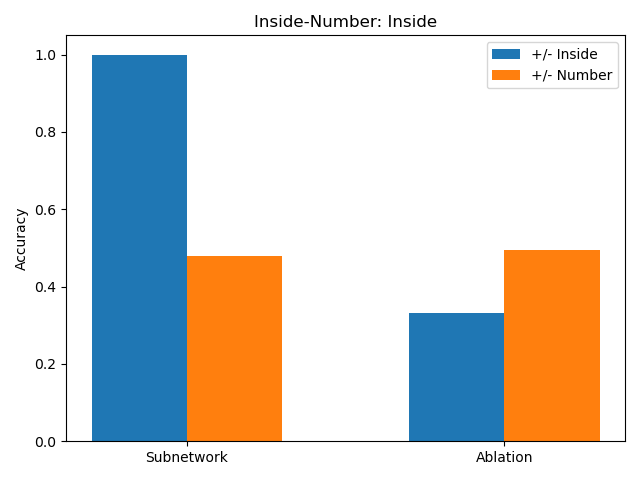 Inside-Number: Inside
+/- Inside
+/- Number
1.0
0.8
0.6
0.4
0.2
0.0
Accuracy
Subnetwork
Ablation